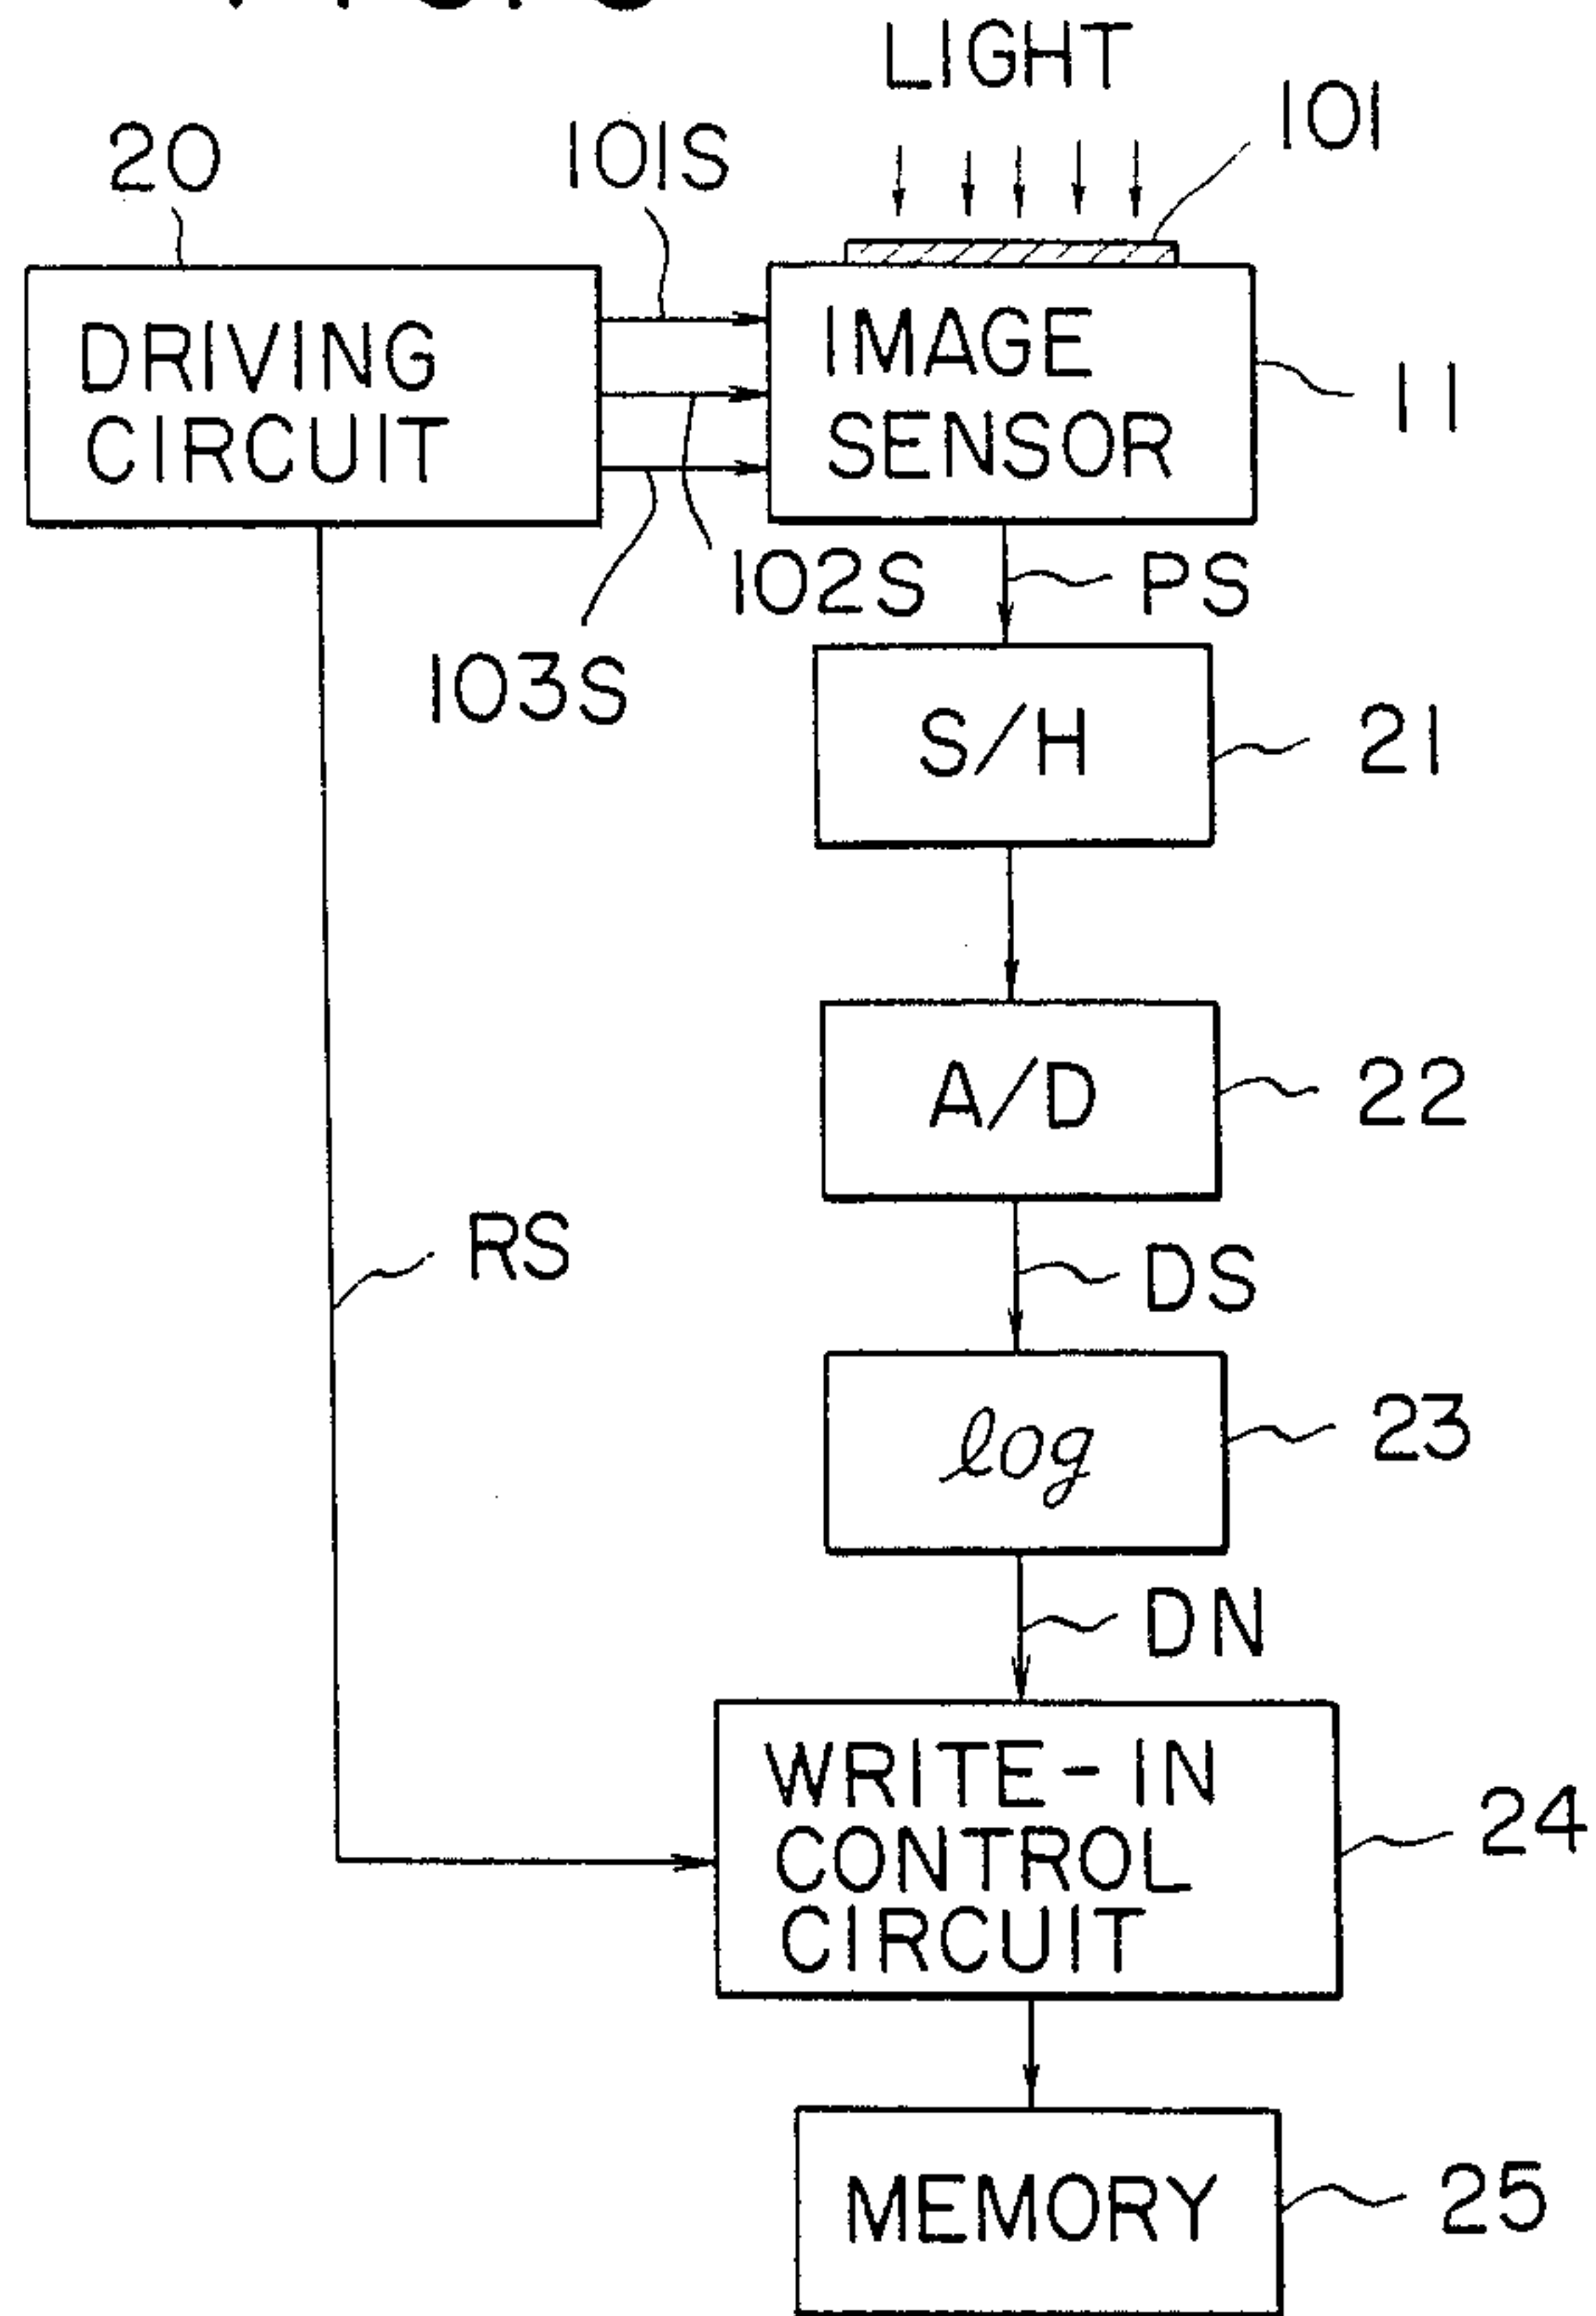 LIGHT
101
20
101S
DRIVING
CIRCUIT
IMAGE
SENSOR
11
102S
PS
103S
S/H
21
A/D
22
RS
DS
log
23
DN
WRITE-IN
CONTROL
CIRCUIT
24
MEMORY
25